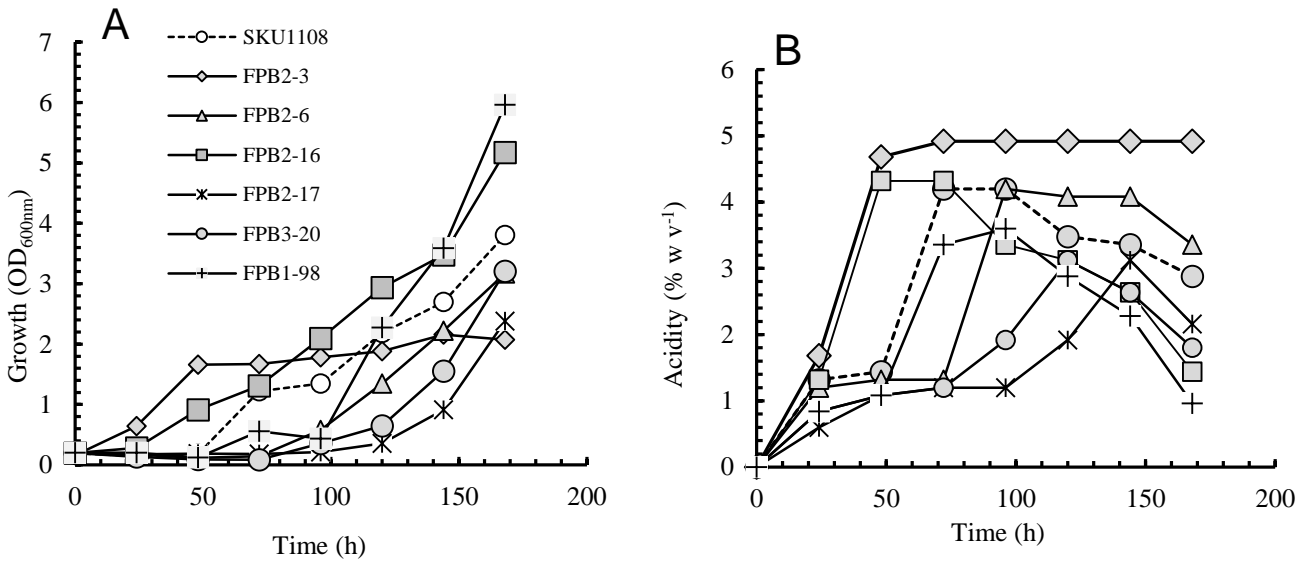 A
7
6
5
4
3
2
1
0
Growth (OD600nm)
SKU1108
FPB2-3
FPB2-6
FPB2-16
FPB2-17
FPB3-20
FPB1-98
0 50 100 150 200
Time (h)
B
6
5
4
3
2
1
0
Acidity (% w v-1)
0 50 100 150 200
Time (h)